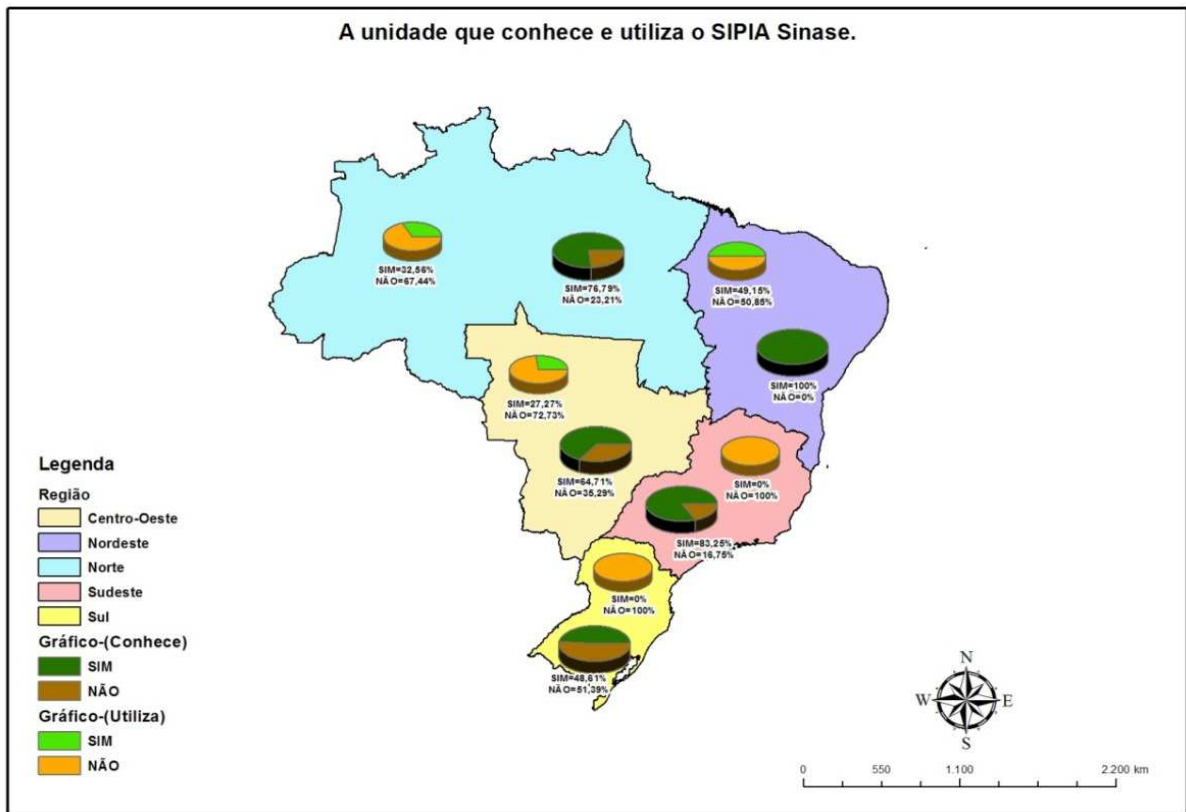 A unidade que conhece e utiliza o SIPIA Sinase.
SIM=32,56%
NÃO=67,44%
SIM=76,79%
NÃO=23,21%
SIM=49,15%
NÃO=50,85%
SIM=100%
NÃO=0%
SIM=27,27%
NÃO=72,73%
SIM=64,71%
NÃO=35,29%
SIM=0%
NÃO=100%
SIM=83,25%
NÃO=16,75%
SIM=0%
NÃO=100%
SIM=48,61%
NÃO=51,39%
Legenda
Região
Centro-Oeste
Nordeste
Norte
Sudeste
Sul
Gráfico-(Conhece)
SIM
NÃO
Gráfico-(Utiliza)
SIM
NÃO
N
W E
S
0 550 1.100 2.200 km